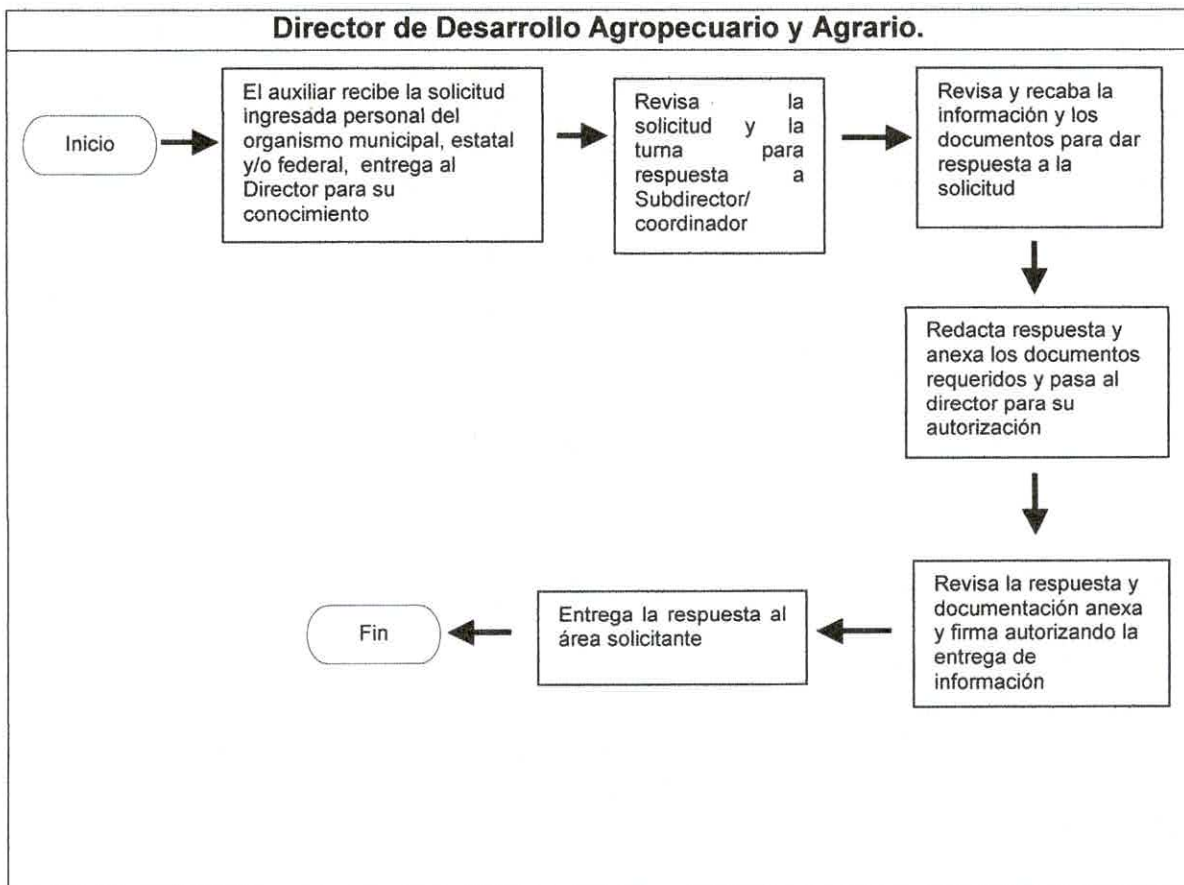 Director de Desarrollo Agropecuario y Agrario.
Inicio
El auxiliar recibe la solicitud
ingresada personal del
organismo municipal, estatal
y/o federal, entrega al
Director para su
conocimiento
Revisa la
solicitud y la
turna para
respuesta a
Subdirector/
coordinador
Revisa y recaba la
información y los
documentos para dar
respuesta a la
solicitud
Redacta respuesta y
anexa los documentos
requeridos y pasa al
director para su
autorización
Revisa la respuesta y
documentación anexa
y firma autorizando la
entrega de
información
Entrega la respuesta al
área solicitante
Fin